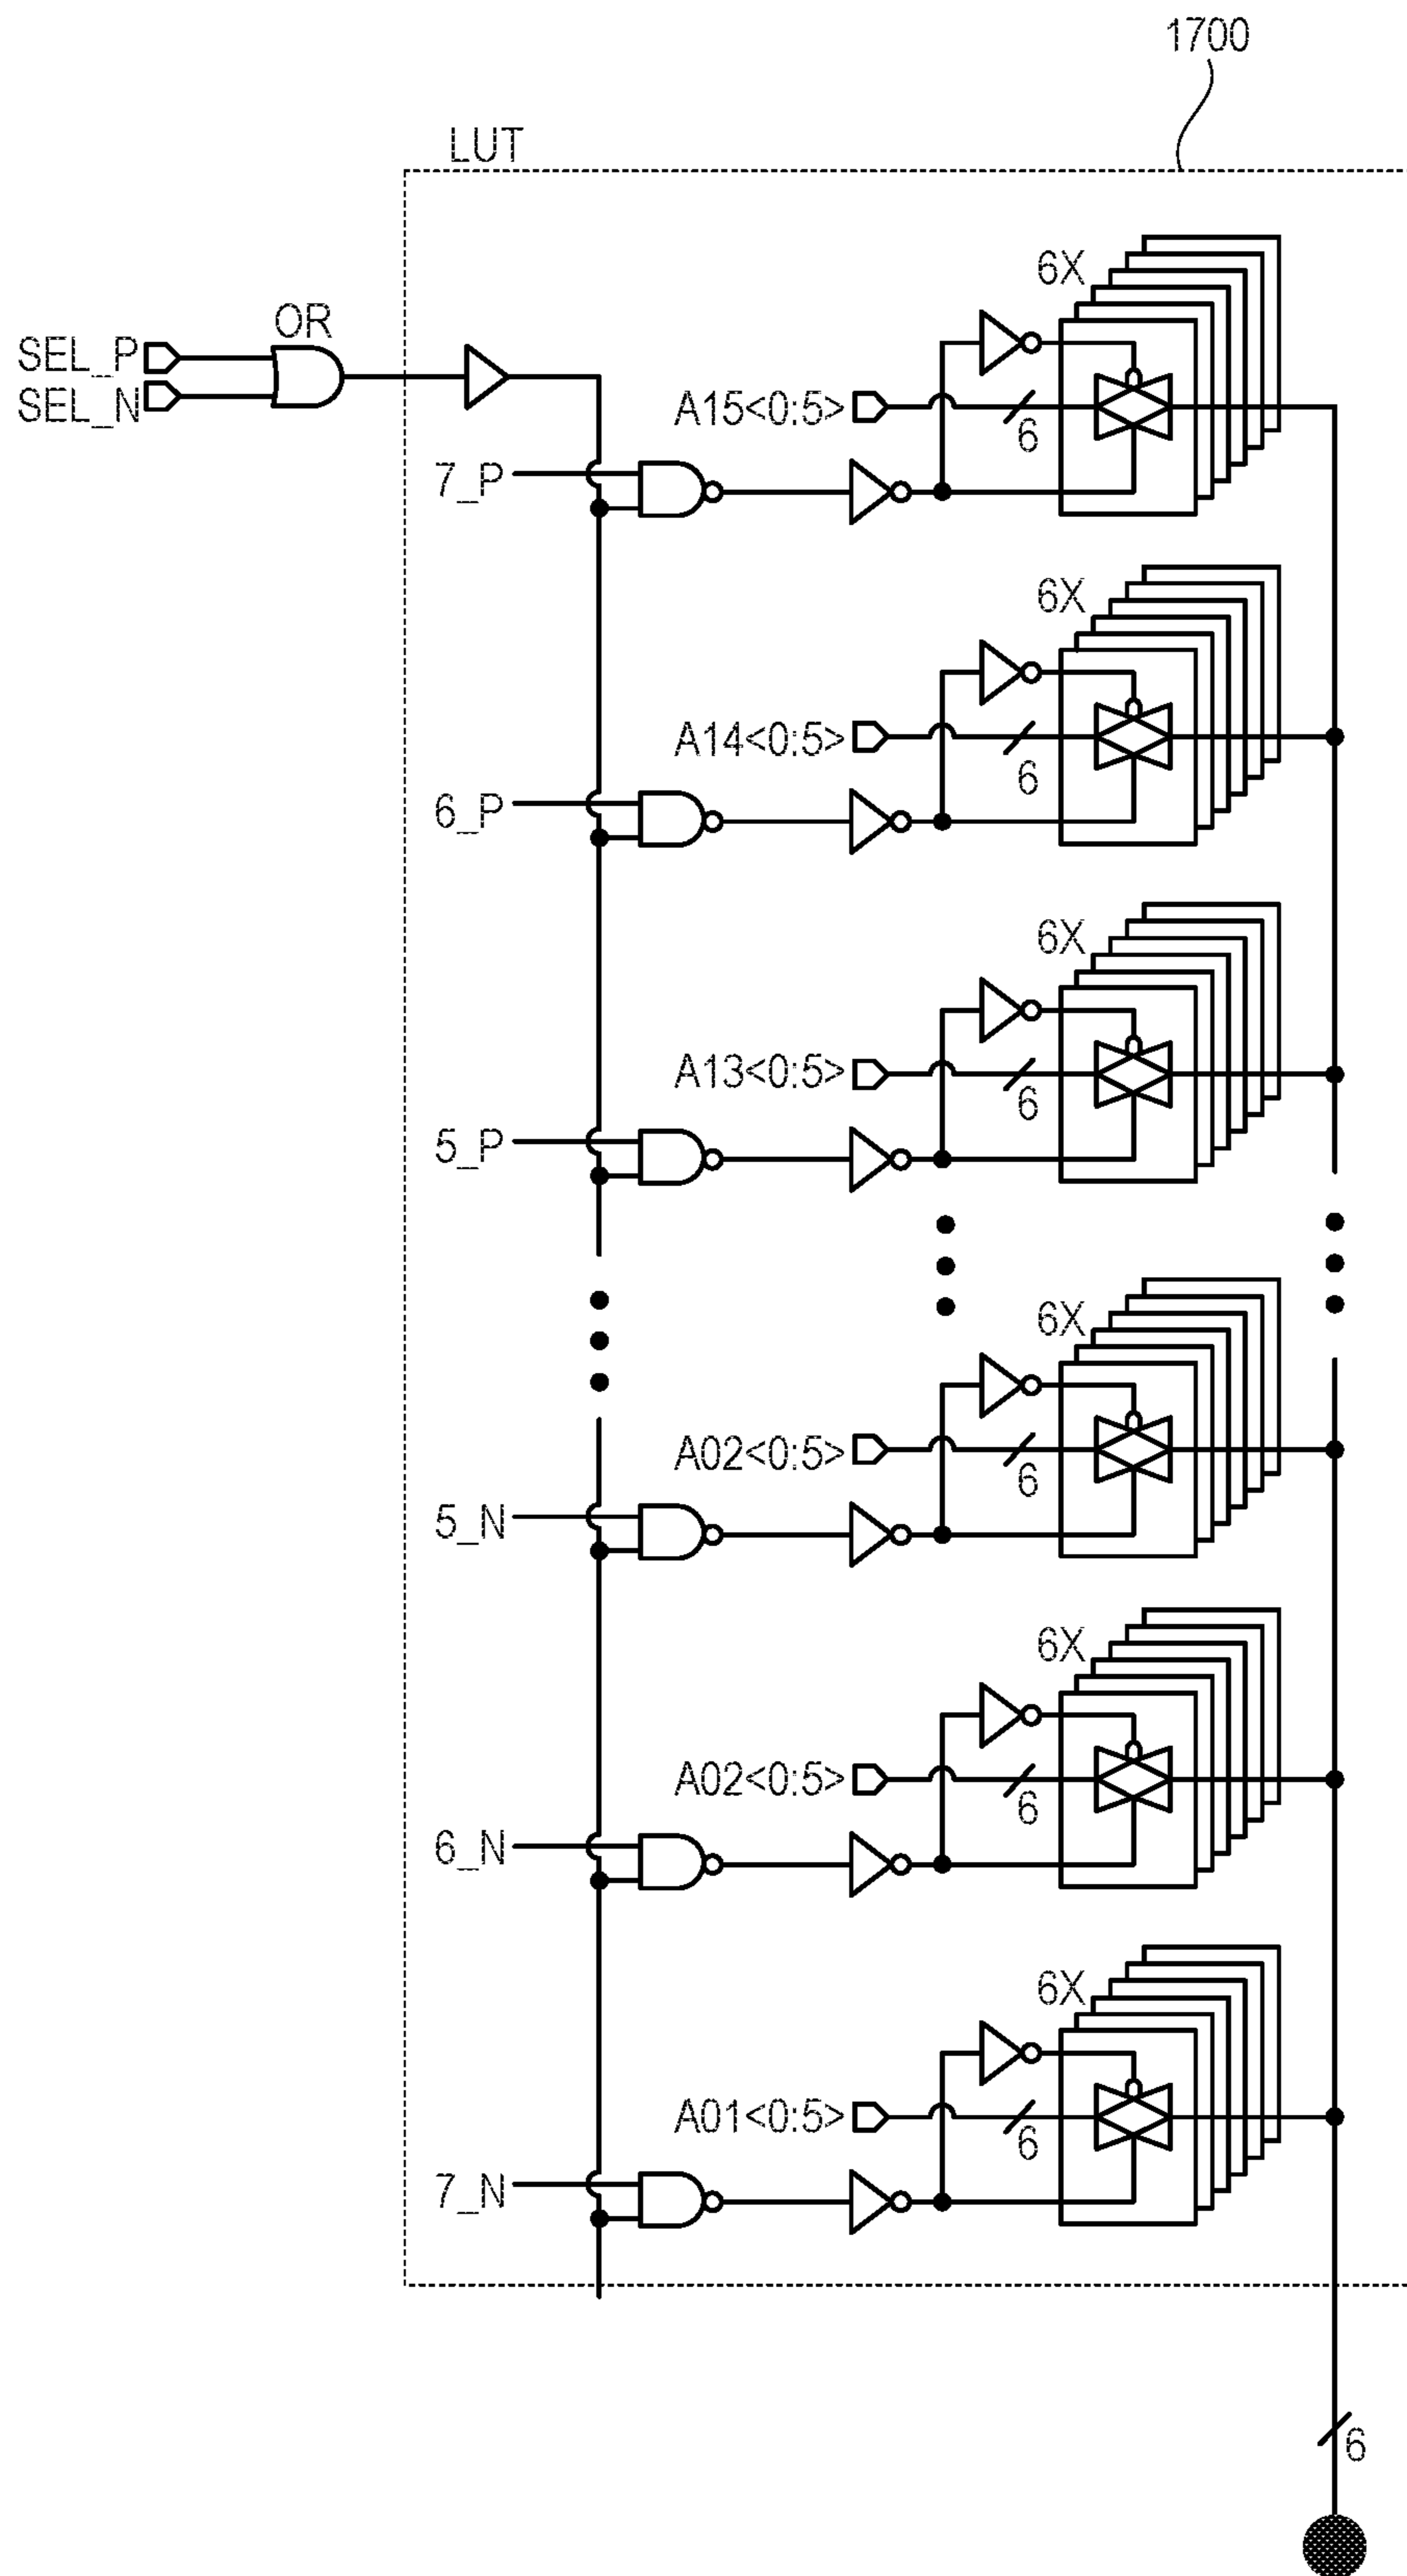 1700
LUT
6X
OR
SEL_P
SEL_N
A15<0:5>
6
7_P
6X
A14<0:5>
6
6_P
6X
A13<0:5>
6
5_P
6X
A02<0:5>
6
5_N
6X
A02<0:5>
6
6_N
6X
A01<0:5>
6
7_N
6